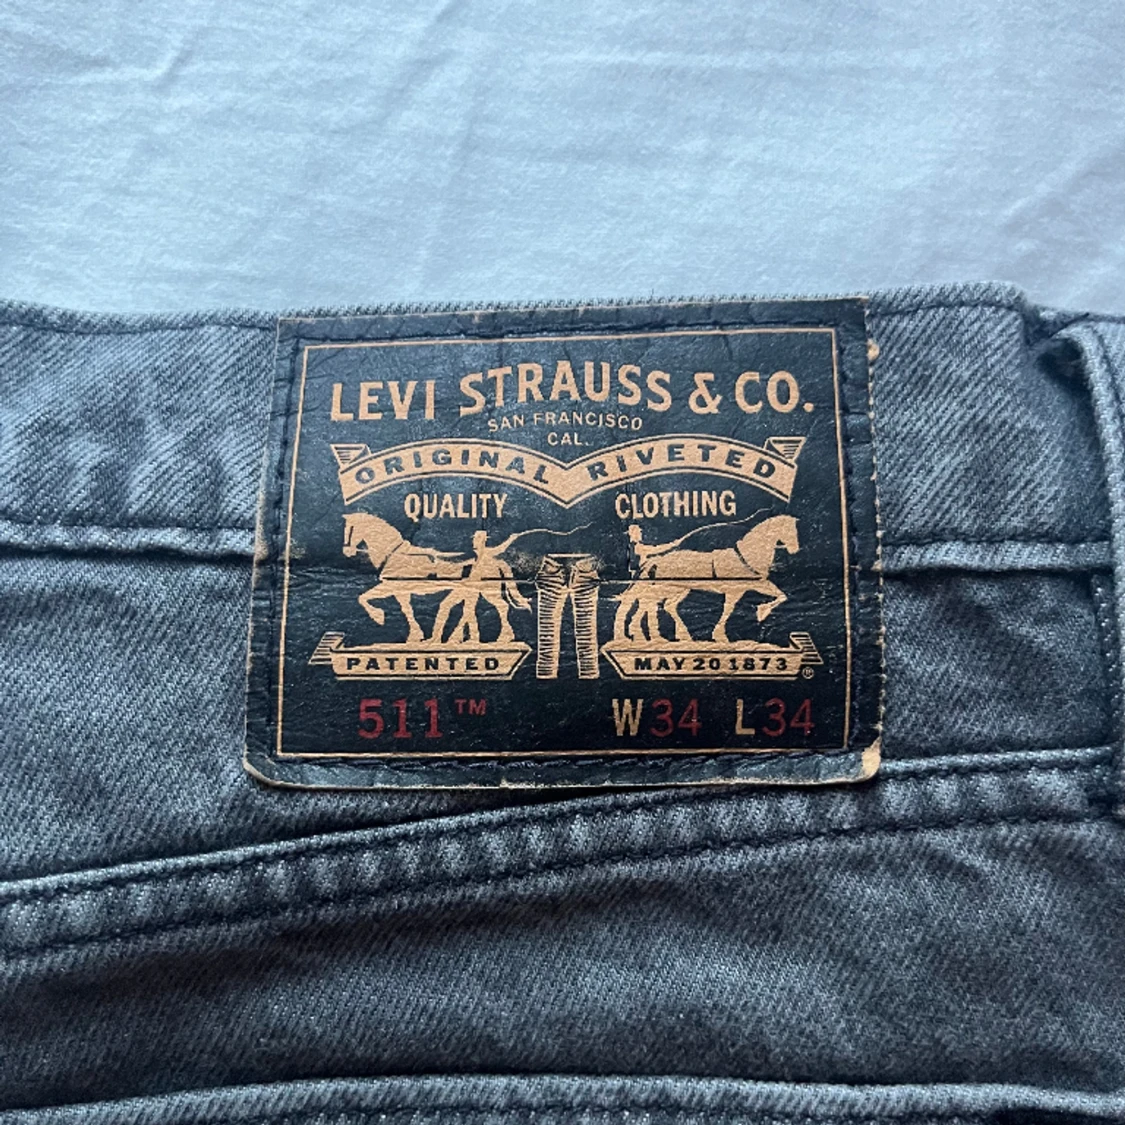 LEVI STRAUSS & CO.
SAN FRANCISCO
CAL.
ORIGINAL RIVETED
QUALITY CLOTHING
PATENTED MAY 20 1873 ®
511™ W34 L34